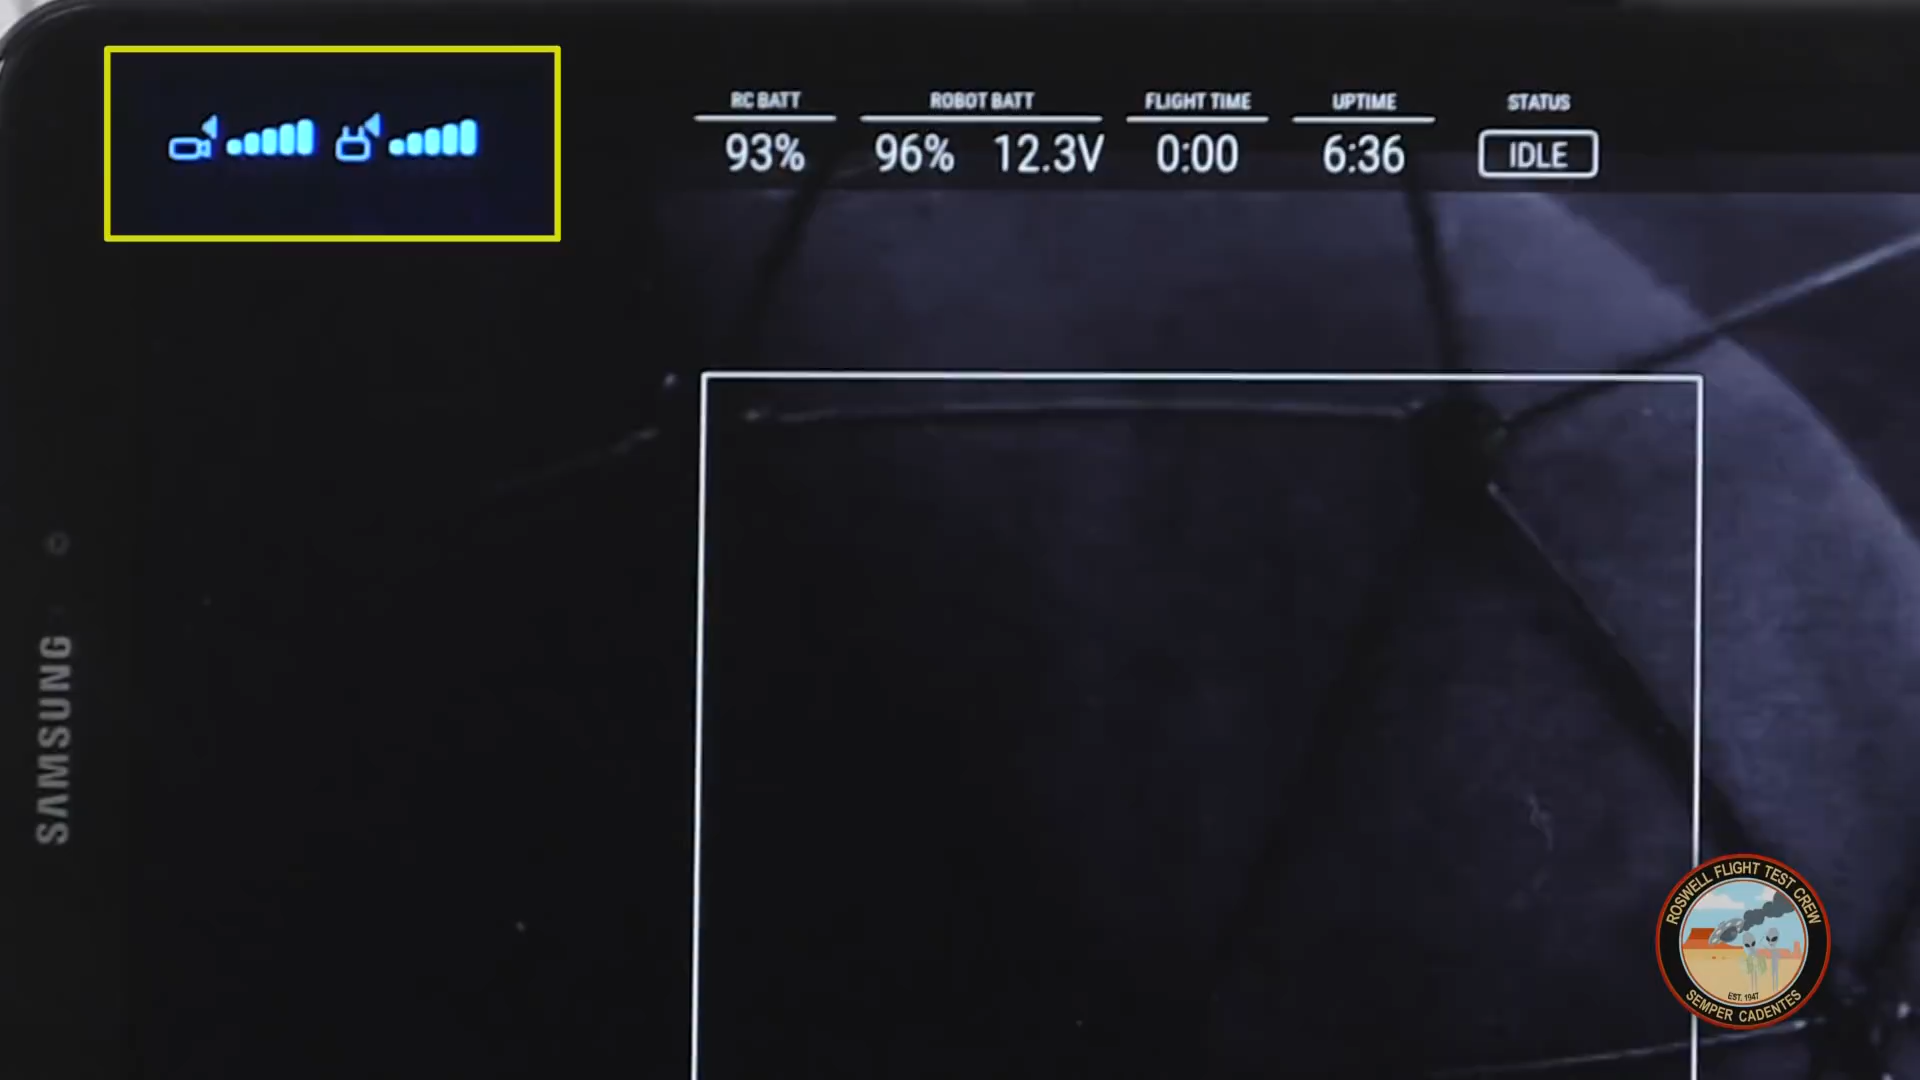 RC BATT
93%
ROBOT BATT
96% 12.3V
FLIGHT TIME
0:00
UPTIME
6:36
STATUS
IDLE
SAMSUNG
ROSWELL FLIGHT TEST CREW
EST. 1947
SEMPER CADENTES